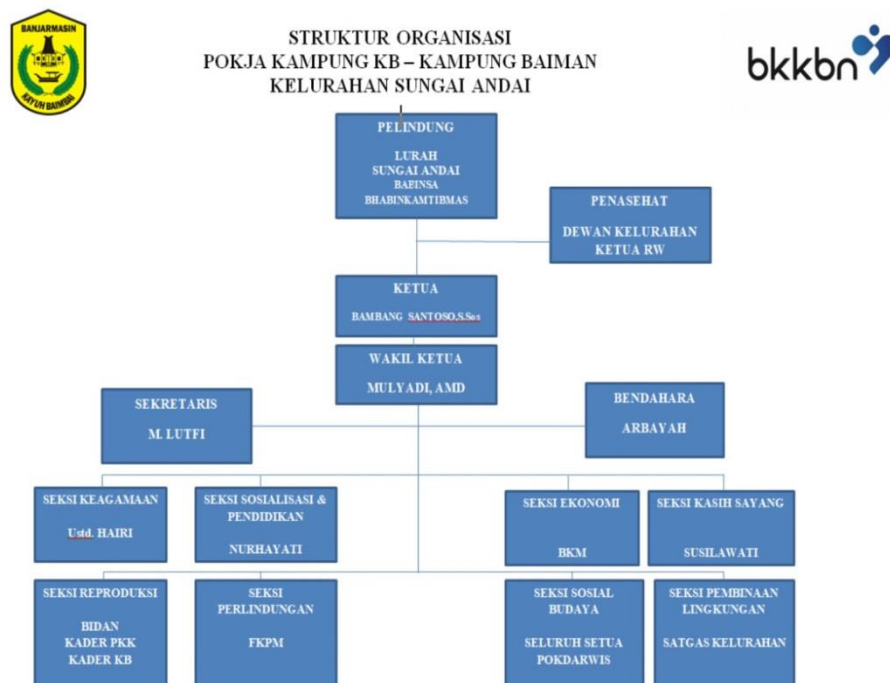 BANJARMASIN
KAYUH BAIMBAI
STRUKTUR ORGANISASI
POKJA KAMPUNG KB – KAMPUNG BAIMAN
KELURAHAN SUNGAI ANDAI
bkkbn
PELINDUNG
LURAH
SUNGAI ANDAI
BABINSA
BHABINKAMTIBMAS
PENASEHAT
DEWAN KELURAHAN
KETUA RW
KETUA
BAMBANG SANTOSO,S.Sos
WAKIL KETUA
MULYADI, AMD
SEKRETARIS
M. LUTFI
BENDAHARA
ARBAYAH
SEKSI KEAGAMAAN
Ustd. HAIRI
SEKSI SOSIALISASI &
PENDIDIKAN
NURHAYATI
SEKSI EKONOMI
BKM
SEKSI KASIH SAYANG
SUSILAWATI
SEKSI REPRODUKSI
BIDAN
KADER PKK
KADER KB
SEKSI
PERLINDUNGAN
FKPM
SEKSI SOSIAL
BUDAYA
SELURUH SETUA
POKDARWIS
SEKSI PEMBINAAN
LINGKUNGAN
SATGAS KELURAHAN